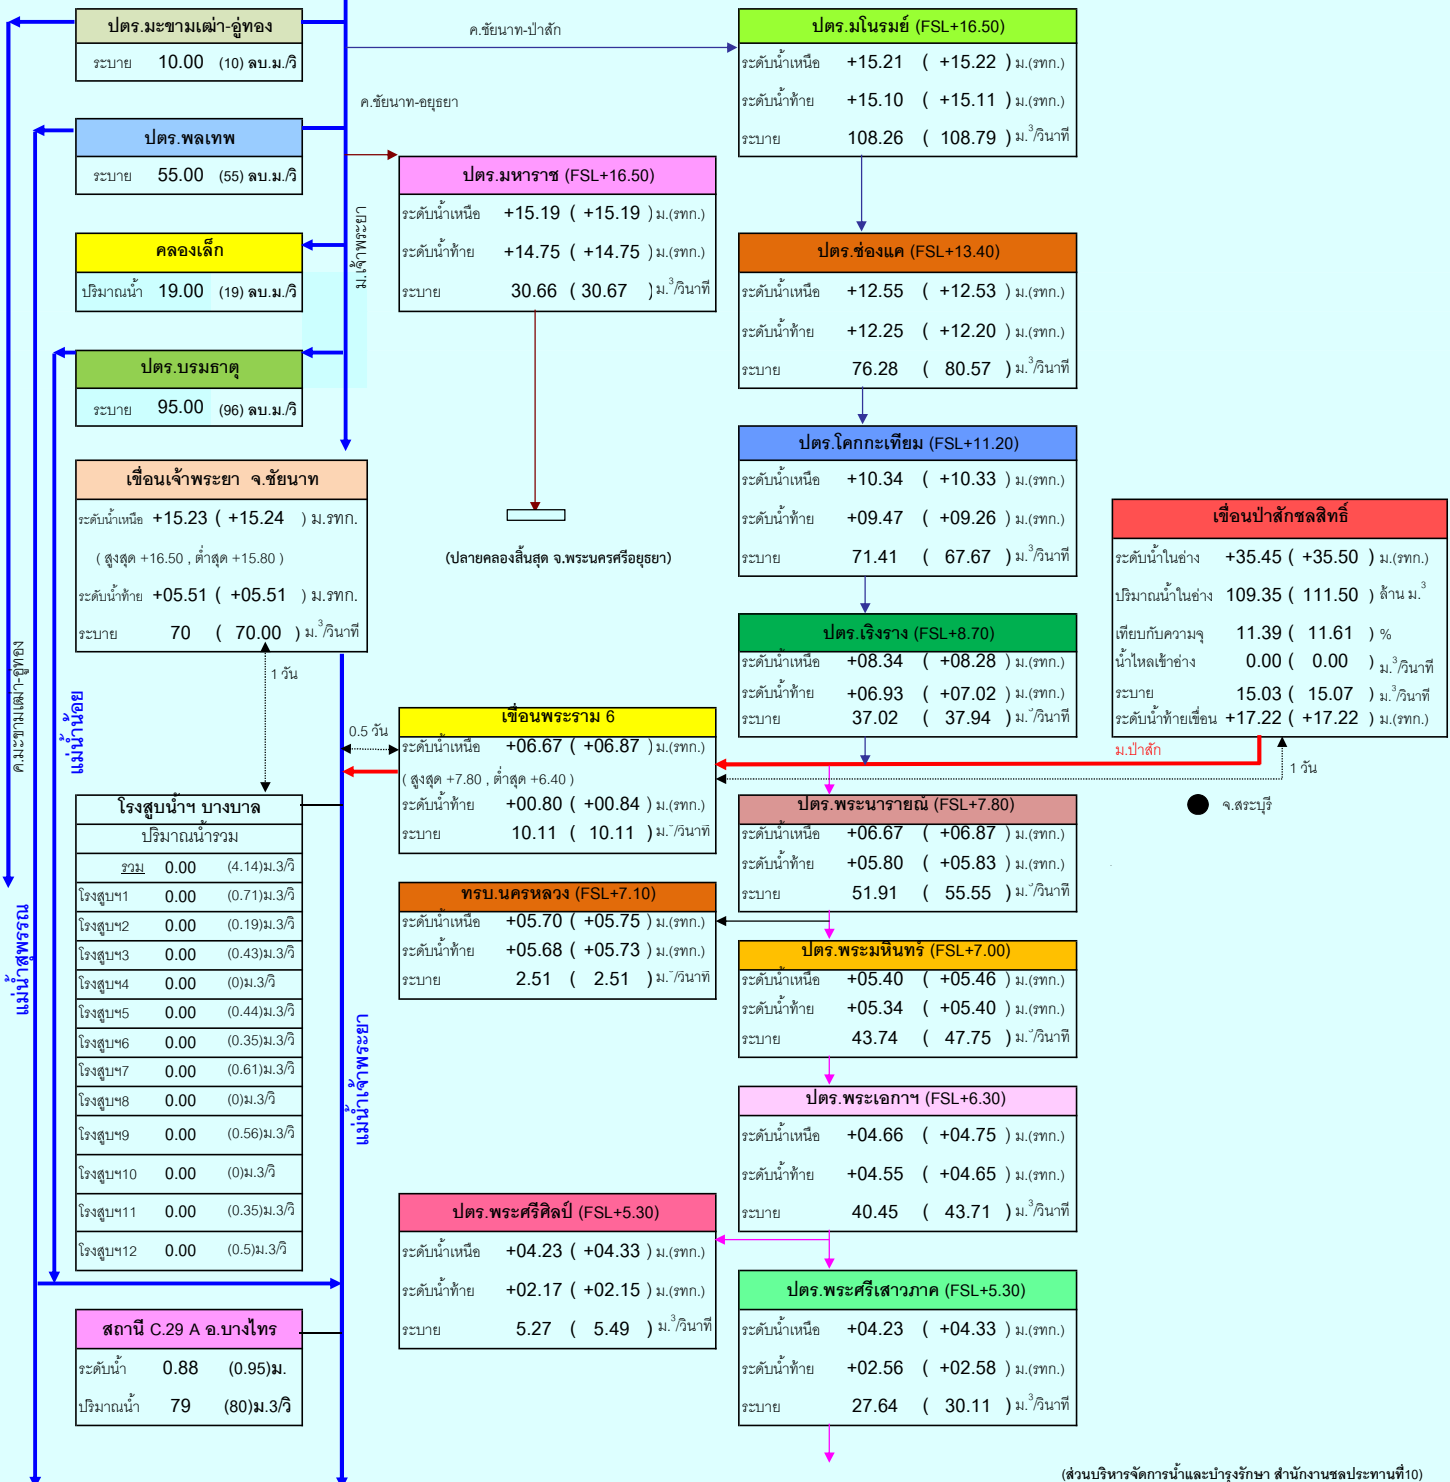 ปตร.มะขามเฒ่า-อู่ทอง
ระบาย 10.00 (10) ลบ.ม./วิ
ค.ชัยนาท-ป่าสัก
ปตร.มโนรมย์ (FSL+16.50)
ระดับน้ำเหนือ +15.21 ( +15.22 ) ม.(รทก.)
ระดับน้ำท้าย +15.10 ( +15.11 ) ม.(รทก.)
ระบาย 108.26 ( 108.79 ) ม.³/วินาที
ค.ชัยนาท-อยุธยา
ปตร.พลเทพ
ระบาย 55.00 (55) ลบ.ม./วิ
ปตร.มหาราช (FSL+16.50)
ระดับน้ำเหนือ +15.19 ( +15.19 ) ม.(รทก.)
ระดับน้ำท้าย +14.75 ( +14.75 ) ม.(รทก.)
ระบาย 30.66 ( 30.67 ) ม.³/วินาที
ม.เจ้าพระยา
คลองเล็ก
ปริมาณน้ำ 19.00 (19) ลบ.ม./วิ
ปตร.ช่องแค (FSL+13.40)
ระดับน้ำเหนือ +12.55 ( +12.53 ) ม.(รทก.)
ระดับน้ำท้าย +12.25 ( +12.20 ) ม.(รทก.)
ระบาย 76.28 ( 80.57 ) ม.³/วินาที
ปตร.บรมธาตุ
ระบาย 95.00 (96) ลบ.ม./วิ
ปตร.โคกกะเทียม (FSL+11.20)
ระดับน้ำเหนือ +10.34 ( +10.33 ) ม.(รทก.)
ระดับน้ำท้าย +09.47 ( +09.26 ) ม.(รทก.)
ระบาย 71.41 ( 67.67 ) ม.³/วินาที
เขื่อนเจ้าพระยา จ.ชัยนาท
ระดับน้ำเหนือ +15.23 ( +15.24 ) ม.รทก.
( สูงสุด +16.50 , ต่ำสุด +15.80 )
ระดับน้ำท้าย +05.51 ( +05.51 ) ม.รทก.
ระบาย 70 ( 70.00 ) ม.³/วินาที
(ปลายคลองสิ้นสุด จ.พระนครศรีอยุธยา)
เขื่อนป่าสักชลสิทธิ์
ระดับน้ำในอ่าง +35.45 ( +35.50 ) ม.(รทก.)
ปริมาณน้ำในอ่าง 109.35 ( 111.50 ) ล้าน ม.³
เทียบกับความจุ 11.39 ( 11.61 ) %
น้ำไหลเข้าอ่าง 0.00 ( 0.00 ) ม.³/วินาที
ระบาย 15.03 ( 15.07 ) ม.³/วินาที
ระดับน้ำท้ายเขื่อน +17.22 ( +17.22 ) ม.(รทก.)
ปตร.เริงราง (FSL+8.70)
ระดับน้ำเหนือ +08.34 ( +08.28 ) ม.(รทก.)
ระดับน้ำท้าย +06.93 ( +07.02 ) ม.(รทก.)
ระบาย 37.02 ( 37.94 ) ม.³/วินาที
ค.มะขามเฒ่า-อู่ทอง
แม่น้ำน้อย
1 วัน
0.5 วัน
เขื่อนพระราม 6
ระดับน้ำเหนือ +06.67 ( +06.87 ) ม.(รทก.)
( สูงสุด +7.80 , ต่ำสุด +6.40 )
ระดับน้ำท้าย +00.80 ( +00.84 ) ม.(รทก.)
ระบาย 10.11 ( 10.11 ) ม.³/วินาที
ม.ป่าสัก
1 วัน
จ.สระบุรี
ปตร.พระนารายณ์ (FSL+7.80)
ระดับน้ำเหนือ +06.67 ( +06.87 ) ม.(รทก.)
ระดับน้ำท้าย +05.80 ( +05.83 ) ม.(รทก.)
ระบาย 51.91 ( 55.55 ) ม.³/วินาที
โรงสูบน้ำฯ บางบาล
ปริมาณน้ำรวม
รวม 0.00 (4.14)ม.3/วิ
โรงสูบฯ1 0.00 (0.71)ม.3/วิ
โรงสูบฯ2 0.00 (0.19)ม.3/วิ
โรงสูบฯ3 0.00 (0.43)ม.3/วิ
โรงสูบฯ4 0.00 (0)ม.3/วิ
โรงสูบฯ5 0.00 (0.44)ม.3/วิ
โรงสูบฯ6 0.00 (0.35)ม.3/วิ
โรงสูบฯ7 0.00 (0.61)ม.3/วิ
โรงสูบฯ8 0.00 (0)ม.3/วิ
โรงสูบฯ9 0.00 (0.56)ม.3/วิ
โรงสูบฯ10 0.00 (0)ม.3/วิ
โรงสูบฯ11 0.00 (0.35)ม.3/วิ
โรงสูบฯ12 0.00 (0.5)ม.3/วิ
ทรบ.นครหลวง (FSL+7.10)
ระดับน้ำเหนือ +05.70 ( +05.75 ) ม.(รทก.)
ระดับน้ำท้าย +05.68 ( +05.73 ) ม.(รทก.)
ระบาย 2.51 ( 2.51 ) ม.³/วินาที
ปตร.พระมหินทร์ (FSL+7.00)
ระดับน้ำเหนือ +05.40 ( +05.46 ) ม.(รทก.)
ระดับน้ำท้าย +05.34 ( +05.40 ) ม.(รทก.)
ระบาย 43.74 ( 47.75 ) ม.³/วินาที
แม่น้ำสุพรรณ
แม่น้ำเจ้าพระยา
ปตร.พระเอกาฯ (FSL+6.30)
ระดับน้ำเหนือ +04.66 ( +04.75 ) ม.(รทก.)
ระดับน้ำท้าย +04.55 ( +04.65 ) ม.(รทก.)
ระบาย 40.45 ( 43.71 ) ม.³/วินาที
ปตร.พระศรีศิลป์ (FSL+5.30)
ระดับน้ำเหนือ +04.23 ( +04.33 ) ม.(รทก.)
ระดับน้ำท้าย +02.17 ( +02.15 ) ม.(รทก.)
ระบาย 5.27 ( 5.49 ) ม.³/วินาที
ปตร.พระศรีเสาวภาค (FSL+5.30)
ระดับน้ำเหนือ +04.23 ( +04.33 ) ม.(รทก.)
ระดับน้ำท้าย +02.56 ( +02.58 ) ม.(รทก.)
ระบาย 27.64 ( 30.11 ) ม.³/วินาที
สถานี C.29 A อ.บางไทร
ระดับน้ำ 0.88 (0.95)ม.
ปริมาณน้ำ 79 (80)ม.3/วิ
(ส่วนบริหารจัดการน้ำและบำรุงรักษา สำนักงานชลประทานที่10)